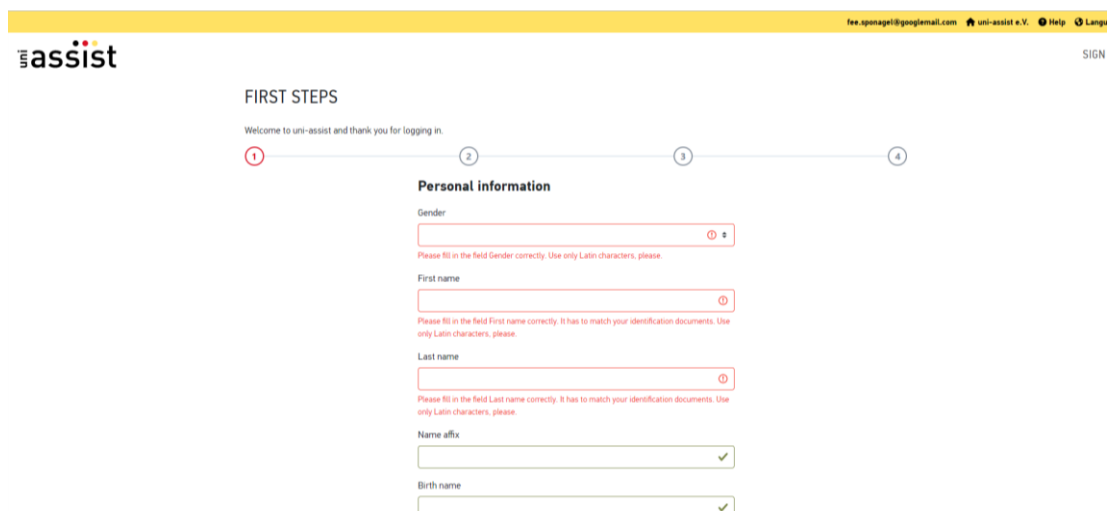 fee.sponagel@googlemail.com uni-assist e.V. Help Langu
uni assist
SIGN
FIRST STEPS
Welcome to uni-assist and thank you for logging in.
1 2 3 4
Personal information
Gender
Please fill in the field Gender correctly. Use only Latin characters, please.
First name
Please fill in the field First name correctly. It has to match your identification documents. Use
only Latin characters, please.
Last name
Please fill in the field Last name correctly. It has to match your identification documents. Use
only Latin characters, please.
Name affix
Birth name